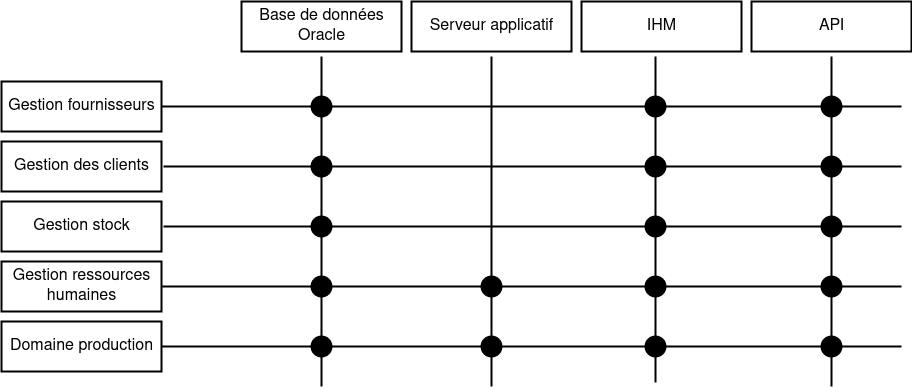 Base de données
Oracle
Serveur applicatif
IHM
API
Gestion fournisseurs
Gestion des clients
Gestion stock
Gestion ressources
humaines
Domaine production